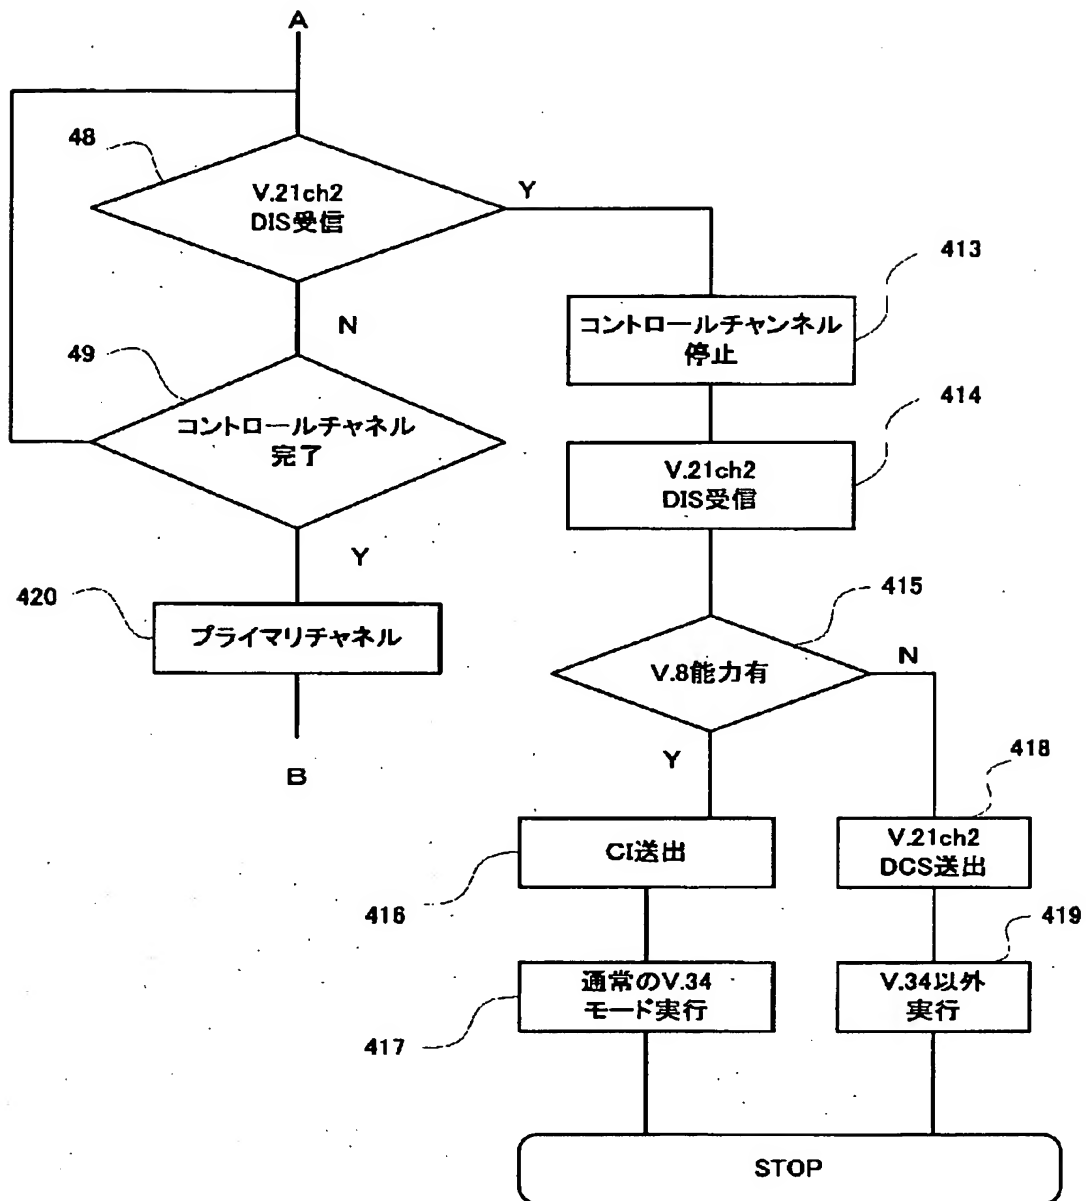 A
48
V.21ch2
DIS受信
Y
N
413
コントロールチャンネル
停止
49
コントロールチャネル
完了
414
V.21ch2
DIS受信
Y
420
プライマリチャネル
B
415
V.8能力有
N
Y
418
CI送出
416
V.21ch2
DCS送出
419
通常のV.34
モード実行
417
V.34以外
実行
STOP